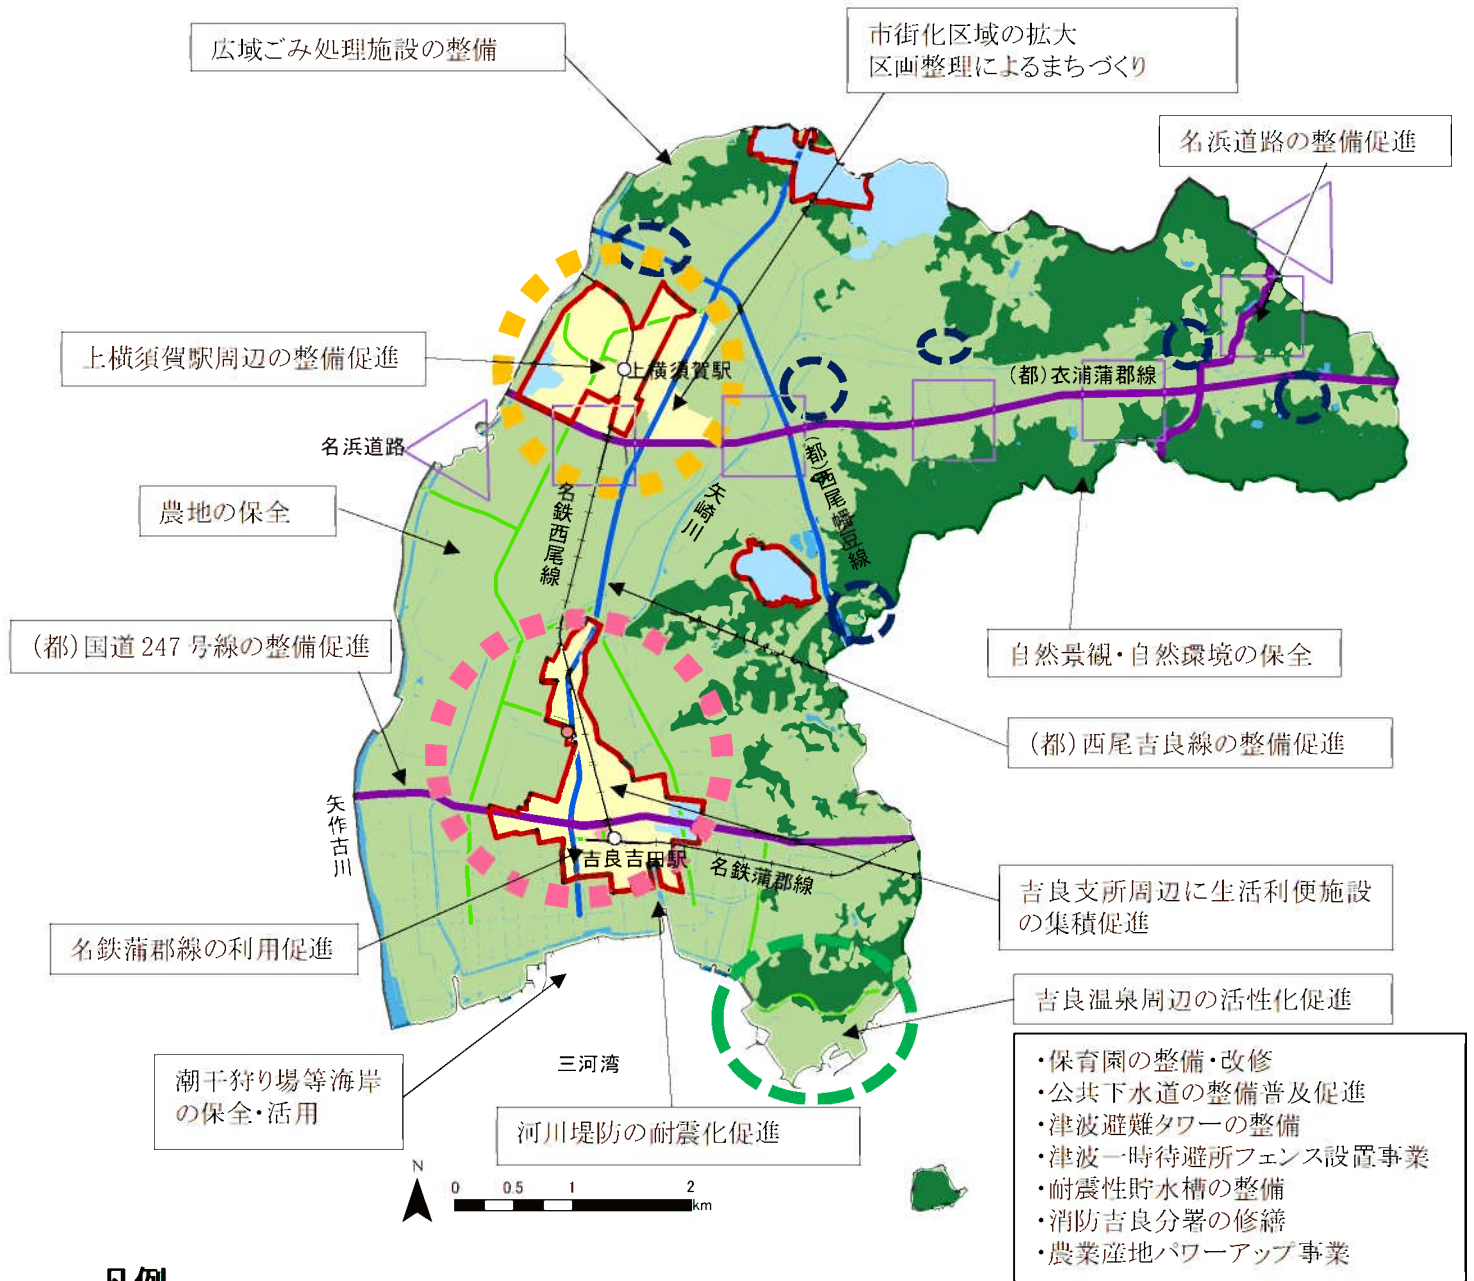 広域ごみ処理施設の整備
市街化区域の拡大
区画整理によるまちづくり
名浜道路の整備促進
上横須賀駅周辺の整備促進
上横須賀駅
(都)衣浦蒲郡線
名浜道路
農地の保全
名鉄西尾線
矢崎川
(都)西尾幡豆線
(都)国道247号線の整備促進
自然景観・自然環境の保全
(都)西尾吉良線の整備促進
矢作古川
吉良吉田駅
名鉄蒲郡線
吉良支所周辺に生活利便施設
の集積促進
名鉄蒲郡線の利用促進
吉良温泉周辺の活性化促進
潮干狩り場等海岸
の保全・活用
三河湾
河川堤防の耐震化促進
・保育園の整備・改修
・公共下水道の整備普及促進
・津波避難タワーの整備
・津波一時待避所フェンス設置事業
・耐震性貯水槽の整備
・消防吉良分署の修繕
・農業産地パワーアップ事業
N
0 0.5 1 2
km
凡例